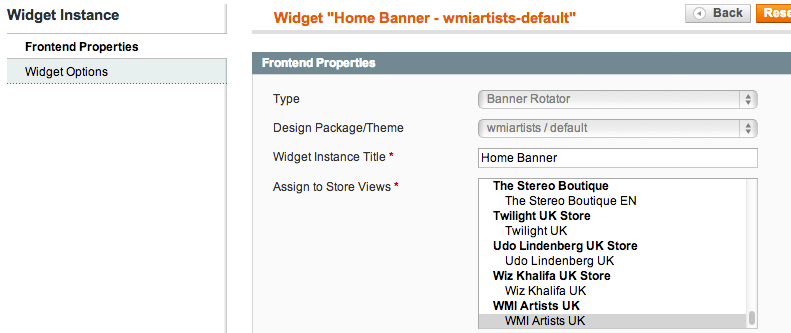 Widget Instance
Frontend Properties
Widget Options
Widget "Home Banner - wmiartists-default"
Back
Rese
Frontend Properties
Type
Banner Rotator
Design Package/Theme
wmiartists / default
Widget Instance Title *
Home Banner
Assign to Store Views *
The Stereo Boutique
The Stereo Boutique EN
Twilight UK Store
Twilight UK
Udo Lindenberg UK Store
Udo Lindenberg UK
Wiz Khalifa UK Store
Wiz Khalifa UK
WMI Artists UK
WMI Artists UK